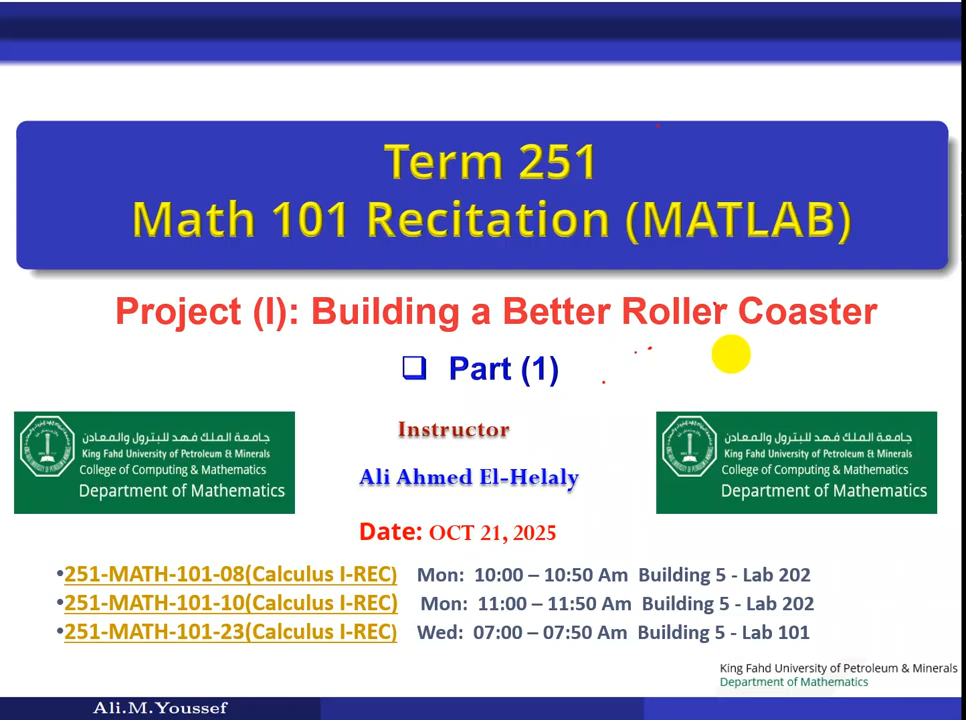 Term 251
Math 101 Recitation (MATLAB)
Project (I): Building a Better Roller Coaster
❑ Part (1)
جامعة الملك فهد للبترول والمعادن
King Fahd University of Petroleum & Minerals
College of Computing & Mathematics
Department of Mathematics
Instructor
Ali Ahmed El-Helaly
Date: OCT 21, 2025
جامعة الملك فهد للبترول والمعادن
King Fahd University of Petroleum & Minerals
College of Computing & Mathematics
Department of Mathematics
•251-MATH-101-08(Calculus I-REC) Mon: 10:00 – 10:50 Am Building 5 - Lab 202
•251-MATH-101-10(Calculus I-REC) Mon: 11:00 – 11:50 Am Building 5 - Lab 202
•251-MATH-101-23(Calculus I-REC) Wed: 07:00 – 07:50 Am Building 5 - Lab 101
King Fahd University of Petroleum & Minerals
Department of Mathematics
Ali.M.Youssef